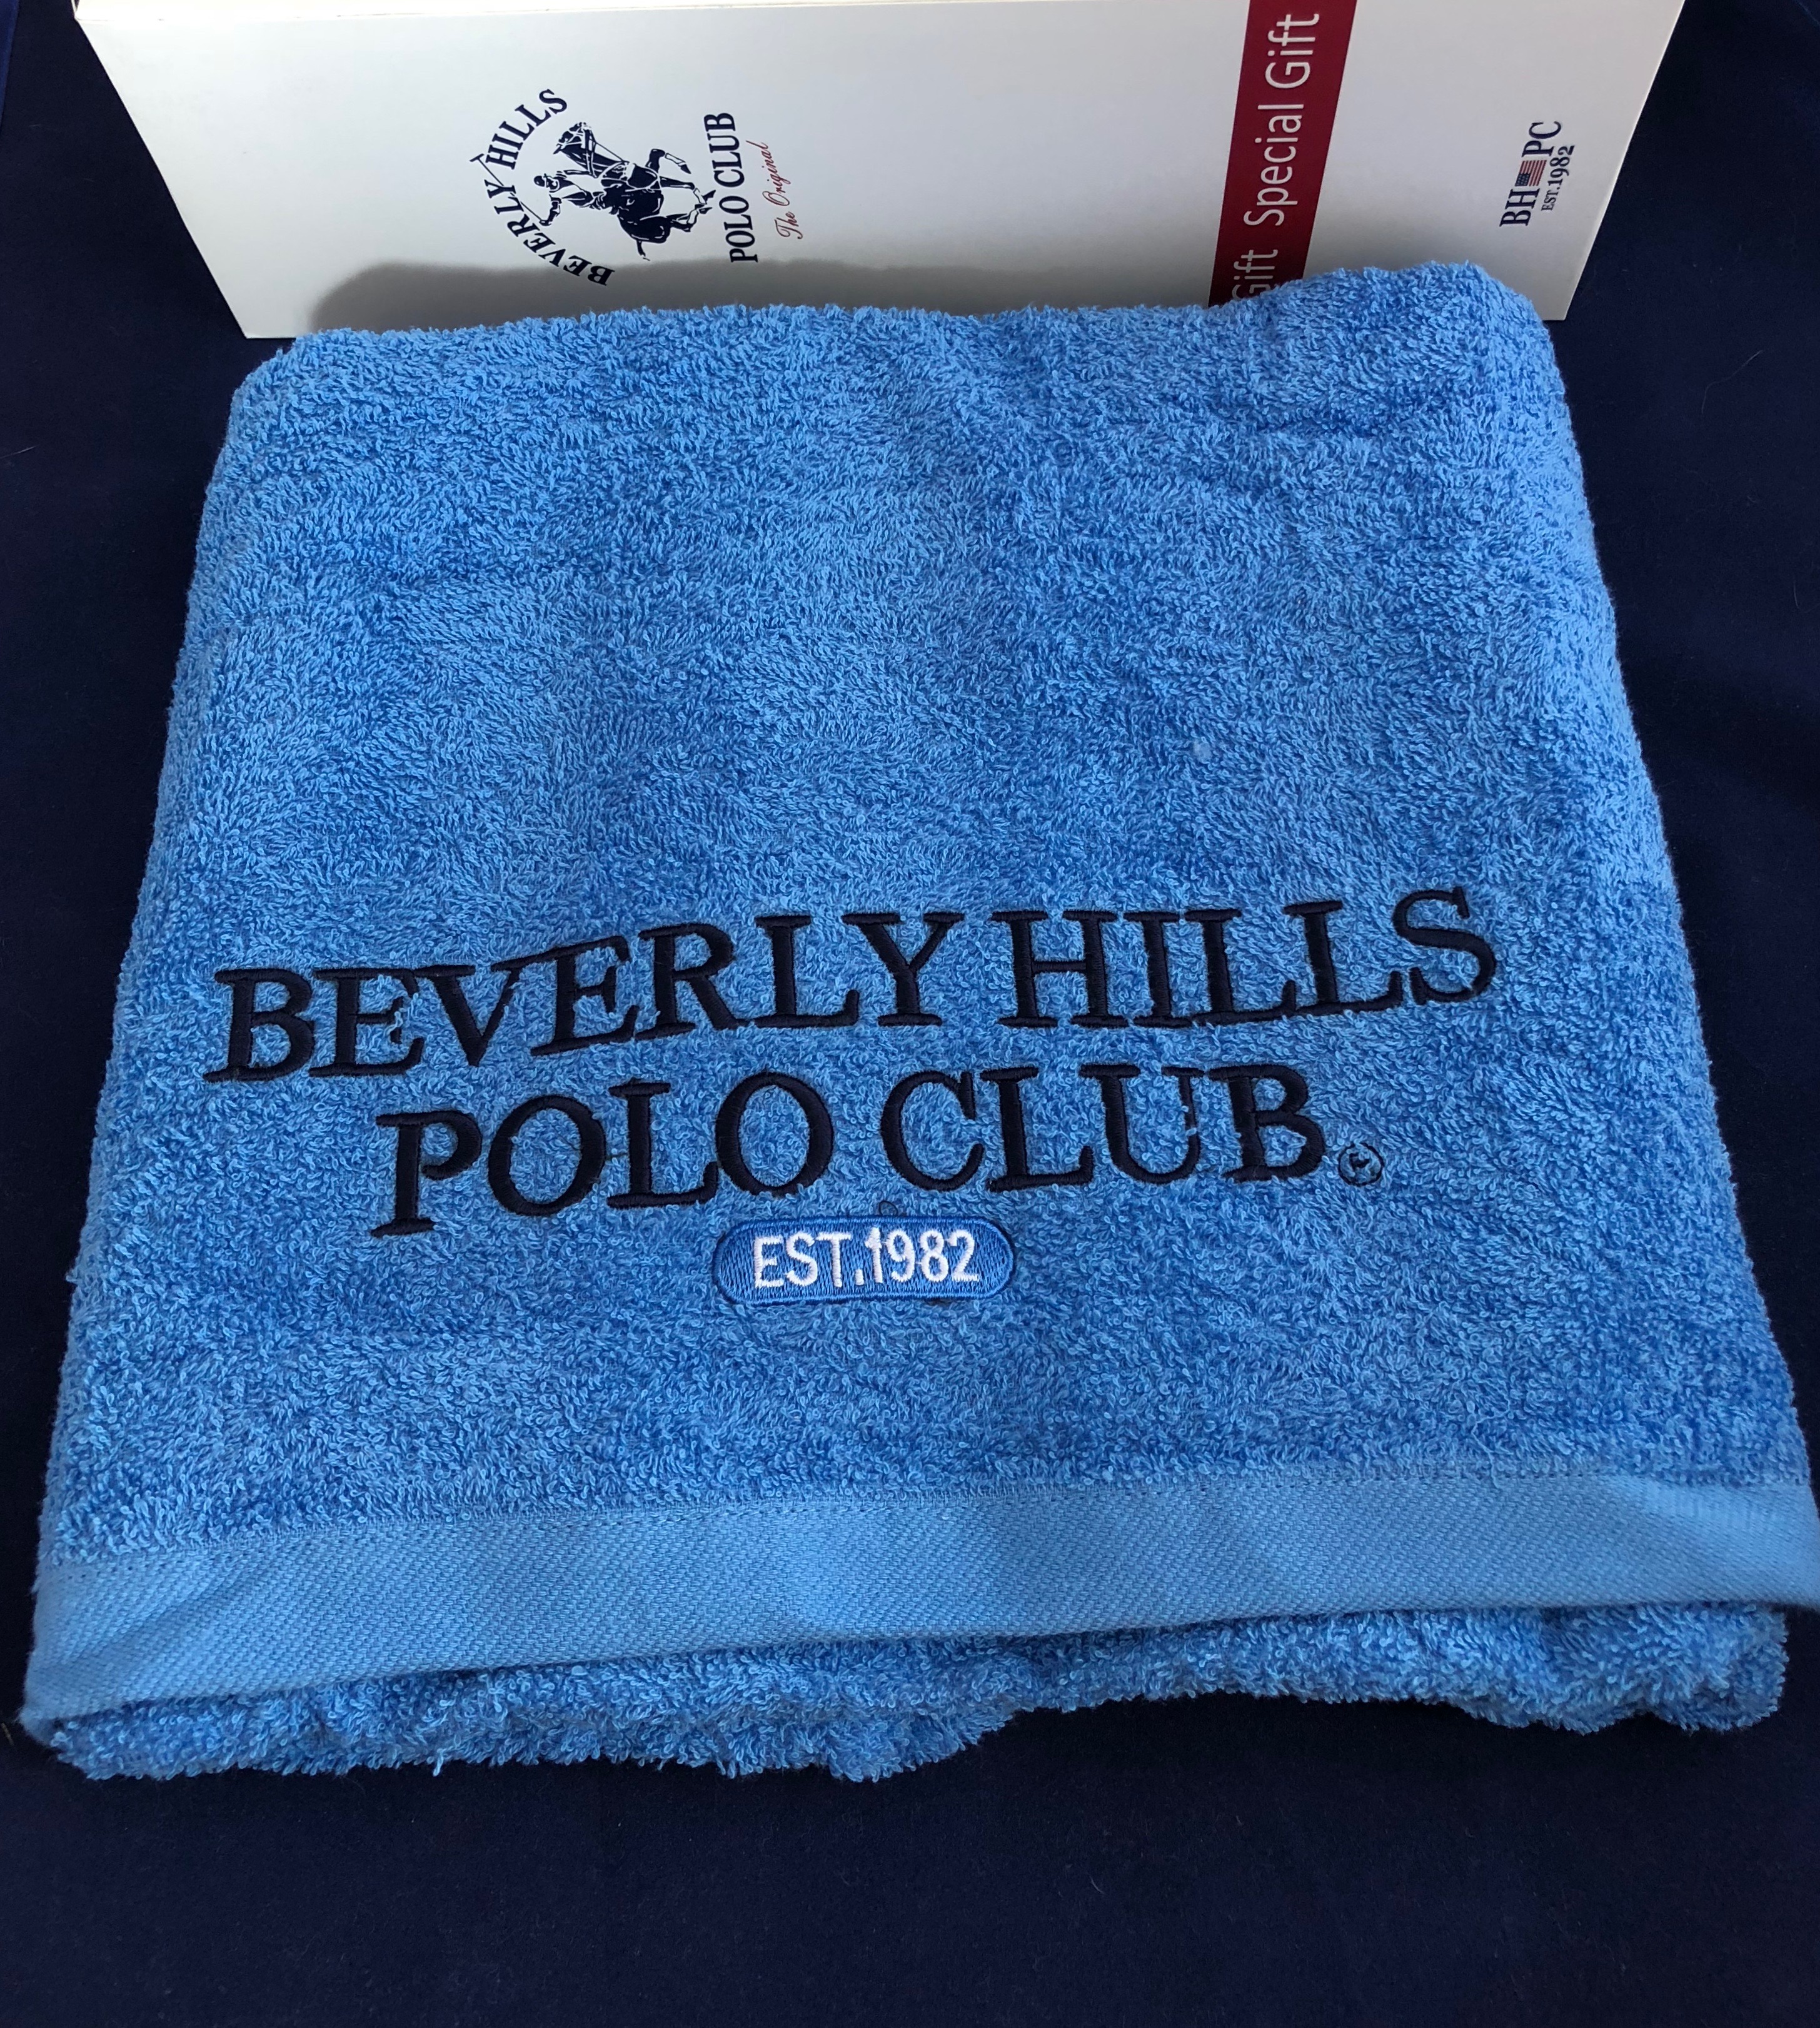 BEVERLY HILLS
POLO CLUB
The Original
Gift Special Gift
BH PC
EST.1982
BEVERLY HILLS
POLO CLUB
EST.1982